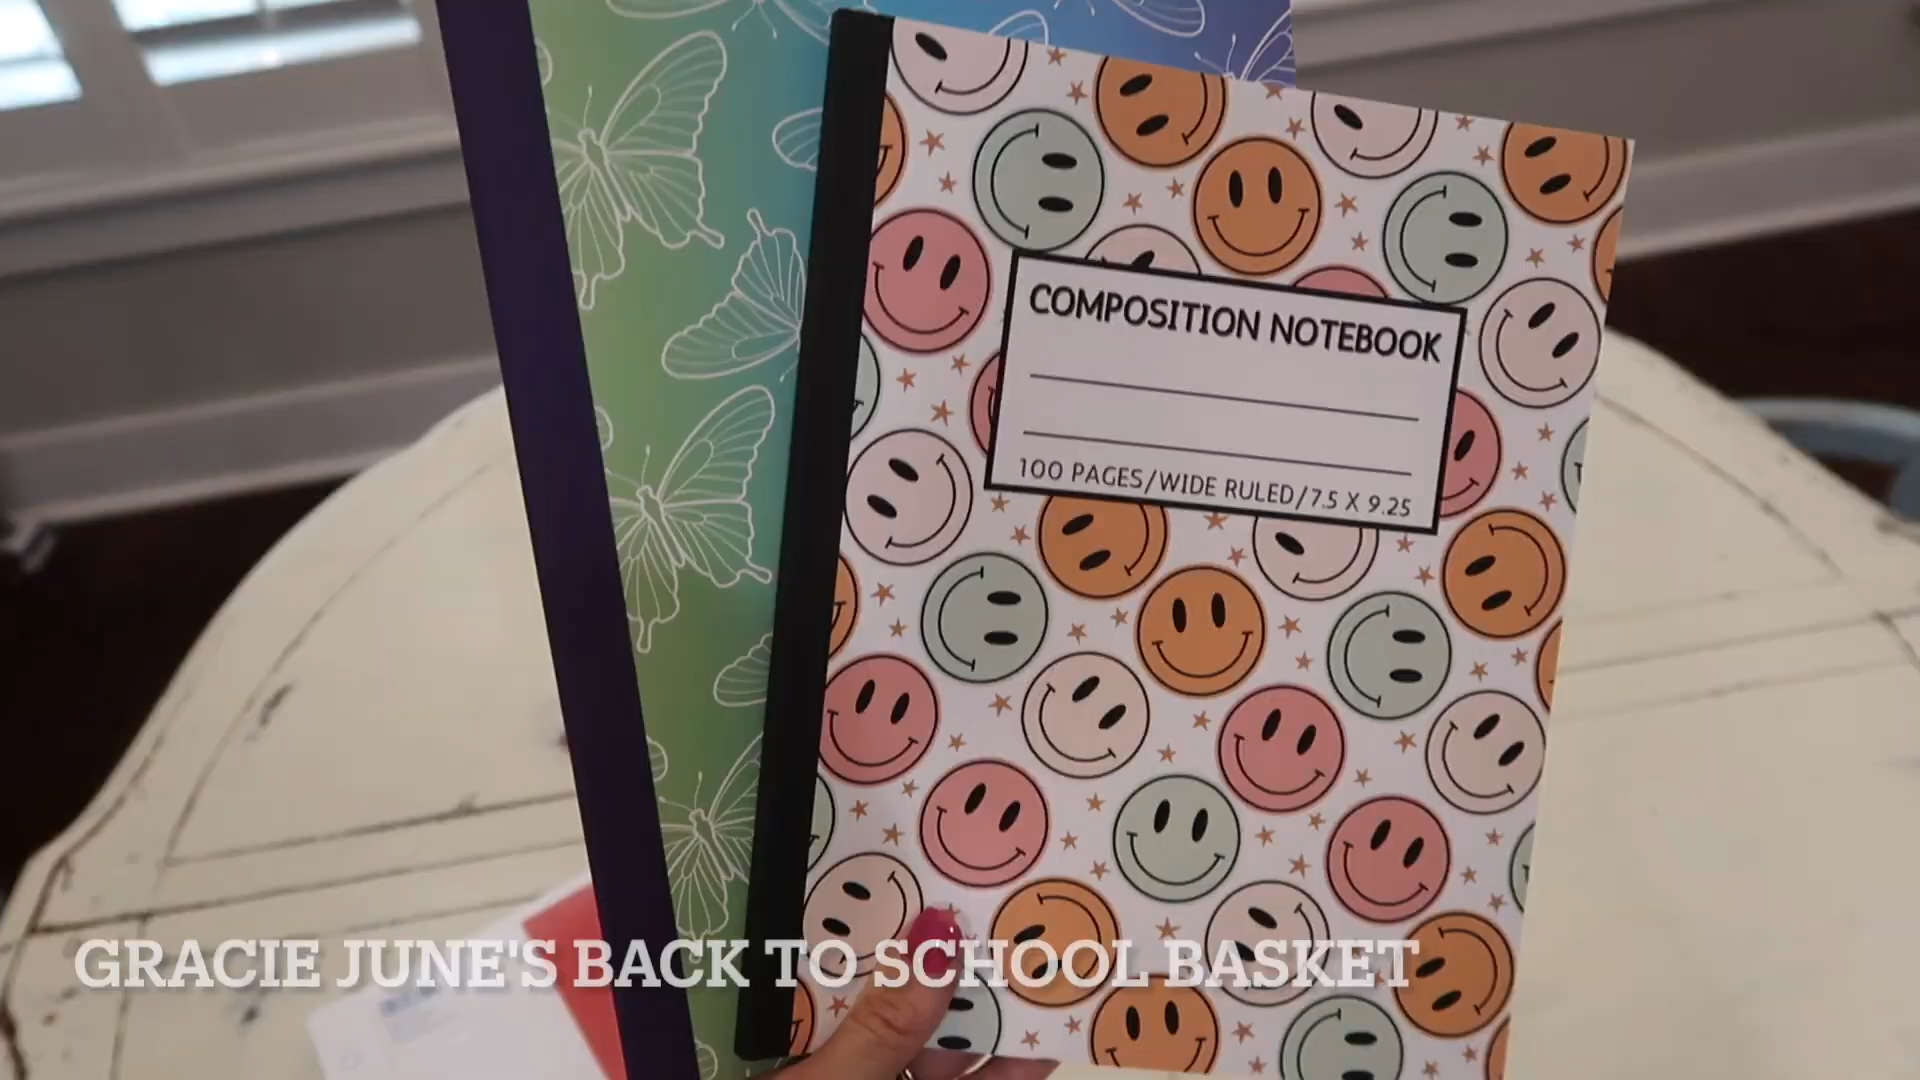 COMPOSITION NOTEBOOK
100 PAGES/WIDE RULED/7.5 X 9.25
GRACIE JUNE'S BACK TO SCHOOL BASKET